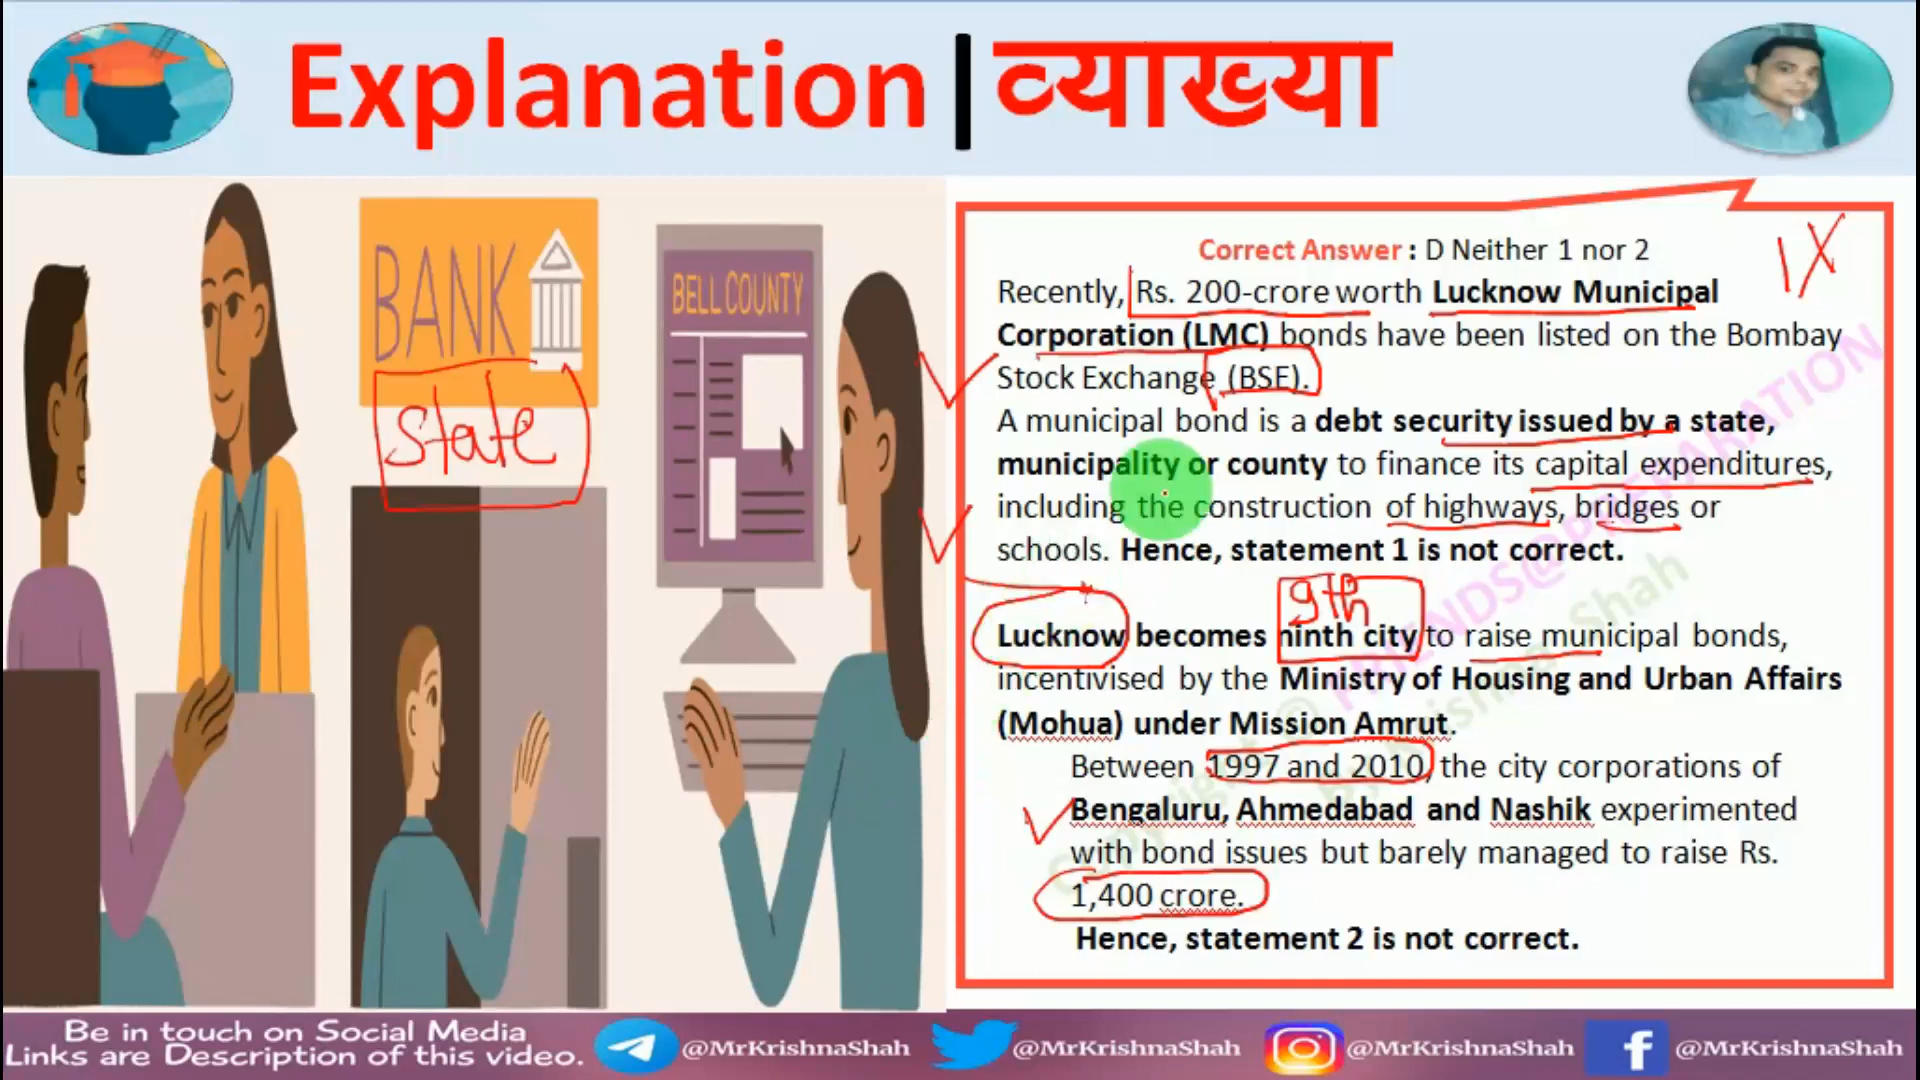 Explanation|व्याख्या
BANK
state
BELL COUNTY
Correct Answer : D Neither 1 nor 2
1X
Recently, Rs. 200-crore worth Lucknow Municipal
Corporation (LMC) bonds have been listed on the Bombay
Stock Exchange (BSE).
A municipal bond is a debt security issued by a state,
municipality or county to finance its capital expenditures,
including the construction of highways, bridges or
schools. Hence, statement 1 is not correct.
9th
Lucknow becomes ninth city to raise municipal bonds,
incentivised by the Ministry of Housing and Urban Affairs
(Mohua) under Mission Amrut.
Between 1997 and 2010, the city corporations of
Bengaluru, Ahmedabad and Nashik experimented
with bond issues but barely managed to raise Rs.
1,400 crore.
Hence, statement 2 is not correct.
Copyright @ FRIENDS@PREPARATION
by Krishna Shah
Be in touch on Social Media
Links are Description of this video.
@MrKrishnaShah
@MrKrishnaShah
@MrKrishnaShah
@MrKrishnaShah